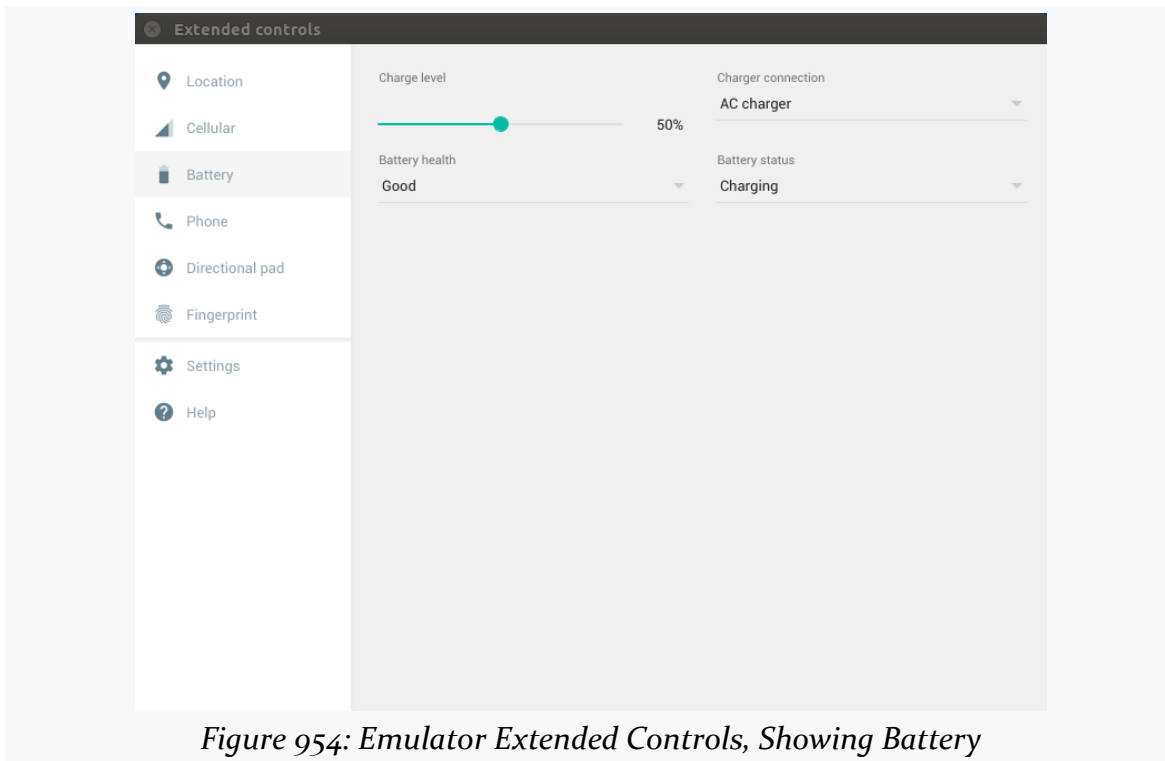 Extended controls
Location
Cellular
Battery
Phone
Directional pad
Fingerprint
Settings
Help
Charge level
50%
Charger connection
AC charger
Battery health
Good
Battery status
Charging
Figure 954: Emulator Extended Controls, Showing Battery